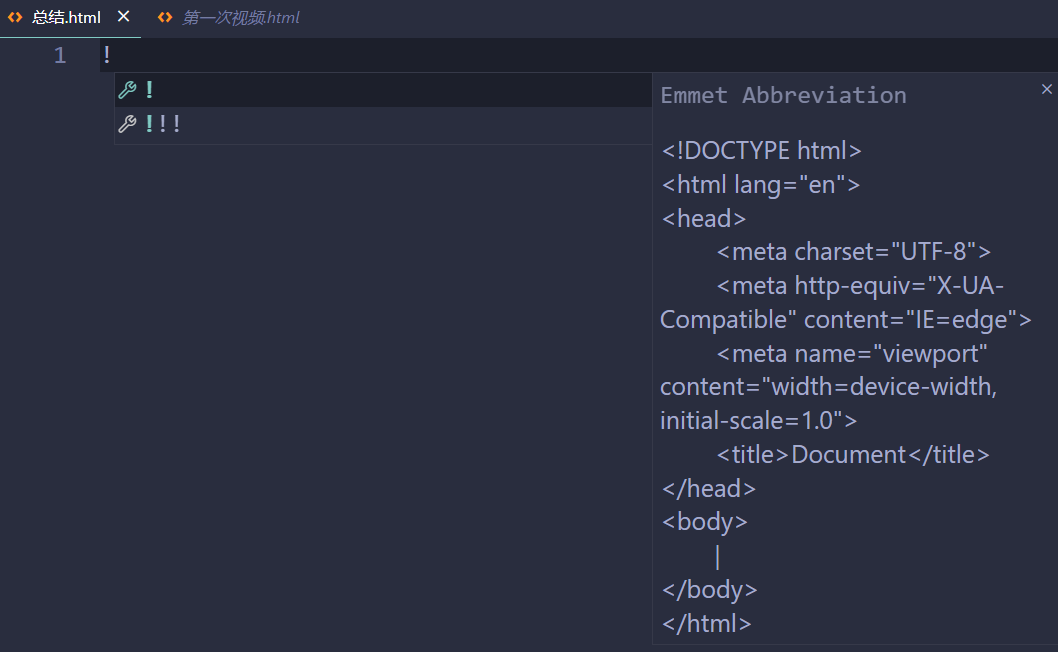 总结.html
第一次视频.html
1 !
!
!!!
Emmet Abbreviation
<!DOCTYPE html>
<html lang="en">
<head>
<meta charset="UTF-8">
<meta http-equiv="X-UA-
Compatible" content="IE=edge">
<meta name="viewport"
content="width=device-width,
initial-scale=1.0">
<title>Document</title>
</head>
<body>
|
</body>
</html>